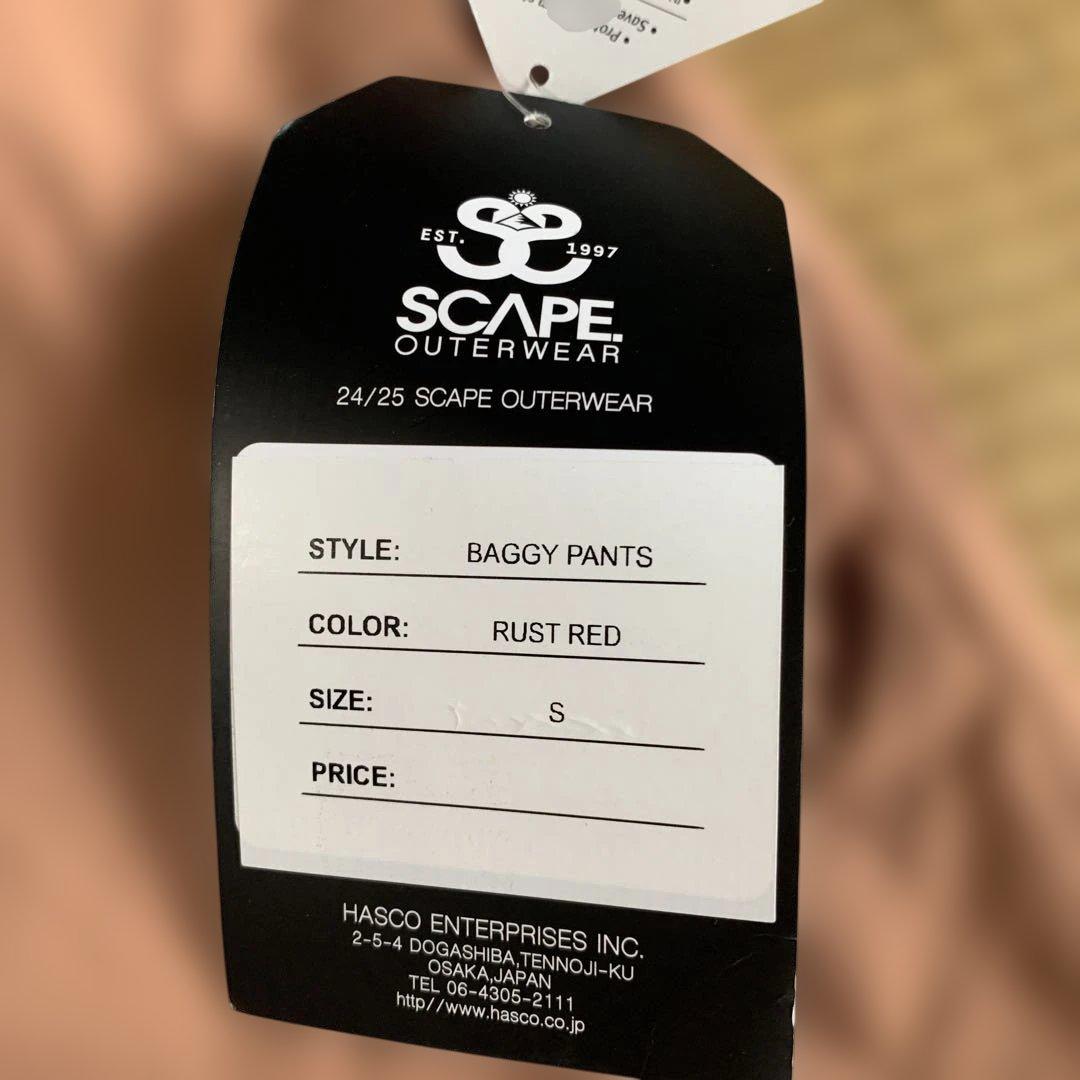 • Save
EST. 1997
SCAPE.
OUTERWEAR
24/25 SCAPE OUTERWEAR
STYLE: BAGGY PANTS
COLOR: RUST RED
SIZE: S
PRICE:
HASCO ENTERPRISES INC.
2-5-4 DOGASHIBA,TENNOJI-KU
OSAKA,JAPAN
TEL 06-4305-2111
http//www.hasco.co.jp